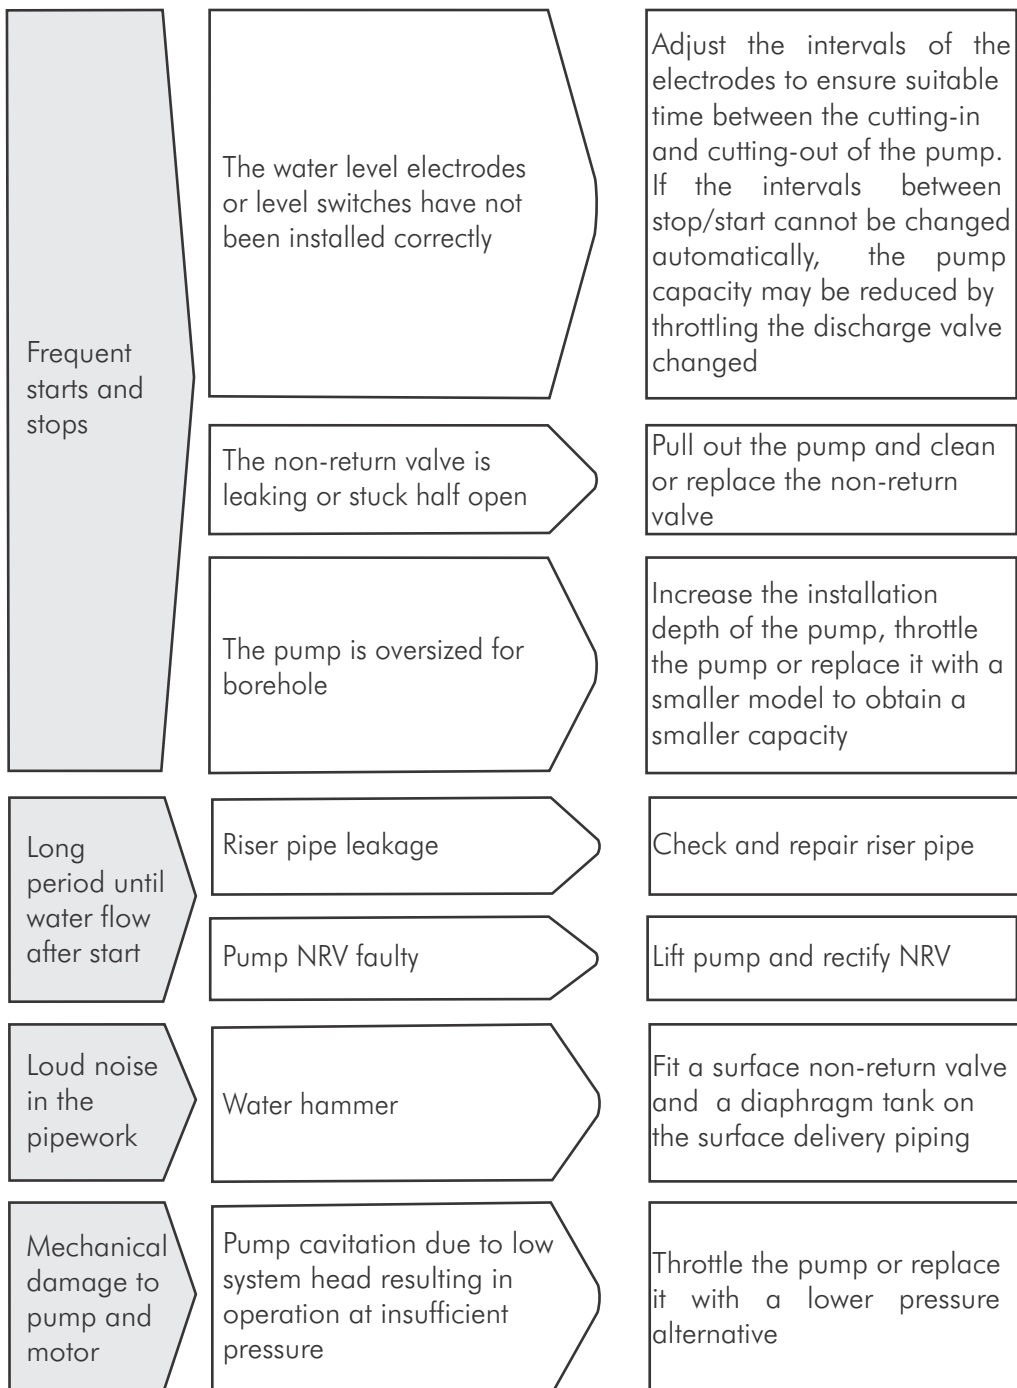 Frequent
starts and
stops
The water level electrodes
or level switches have not
been installed correctly
Adjust the intervals of the
electrodes to ensure suitable
time between the cutting-in
and cutting-out of the pump.
If the intervals between
stop/start cannot be changed
automatically, the pump
capacity may be reduced by
throttling the discharge valve
changed
The non-return valve is
leaking or stuck half open
Pull out the pump and clean
or replace the non-return
valve
The pump is oversized for
borehole
Increase the installation
depth of the pump, throttle
the pump or replace it with a
smaller model to obtain a
smaller capacity
Long
period until
water flow
after start
Riser pipe leakage
Check and repair riser pipe
Pump NRV faulty
Lift pump and rectify NRV
Loud noise
in the
pipework
Water hammer
Fit a surface non-return valve
and a diaphragm tank on
the surface delivery piping
Mechanical
damage to
pump and
motor
Pump cavitation due to low
system head resulting in
operation at insufficient
pressure
Throttle the pump or replace
it with a lower pressure
alternative